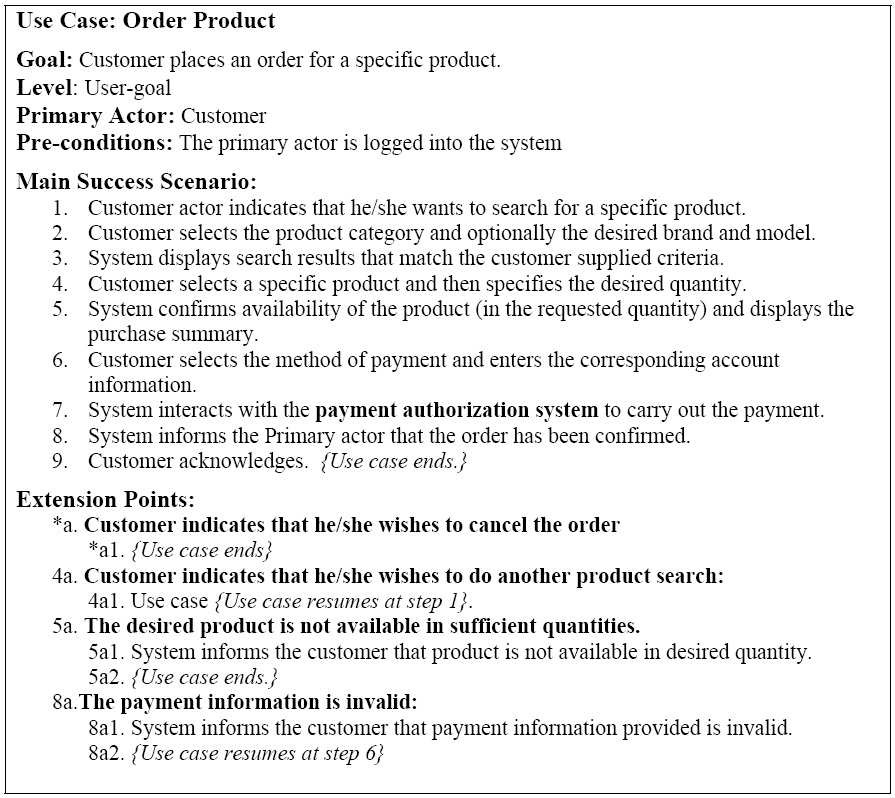 Use Case: Order Product
Goal: Customer places an order for a specific product.
Level: User-goal
Primary Actor: Customer
Pre-conditions: The primary actor is logged into the system
Main Success Scenario:
1. Customer actor indicates that he/she wants to search for a specific product.
2. Customer selects the product category and optionally the desired brand and model.
3. System displays search results that match the customer supplied criteria.
4. Customer selects a specific product and then specifies the desired quantity.
5. System confirms availability of the product (in the requested quantity) and displays the
purchase summary.
6. Customer selects the method of payment and enters the corresponding account
information.
7. System interacts with the payment authorization system to carry out the payment.
8. System informs the Primary actor that the order has been confirmed.
9. Customer acknowledges. {Use case ends.}
Extension Points:
*a. Customer indicates that he/she wishes to cancel the order
*a1. {Use case ends}
4a. Customer indicates that he/she wishes to do another product search:
4a1. Use case {Use case resumes at step 1}.
5a. The desired product is not available in sufficient quantities.
5a1. System informs the customer that product is not available in desired quantity.
5a2. {Use case ends.}
8a.The payment information is invalid:
8a1. System informs the customer that payment information provided is invalid.
8a2. {Use case resumes at step 6}